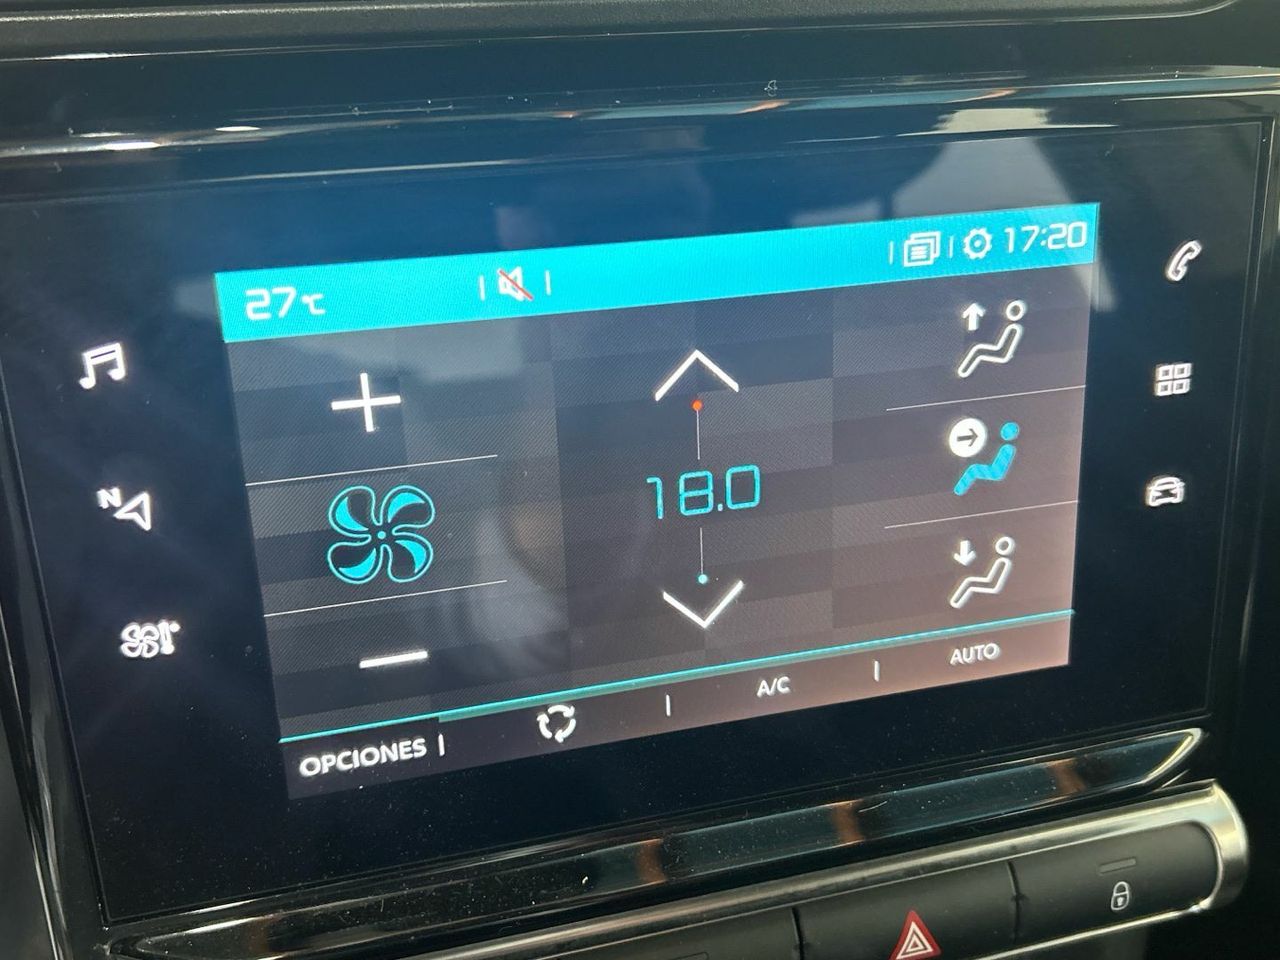 27°C
17:20
N
18.0
OPCIONES
A/C
AUTO